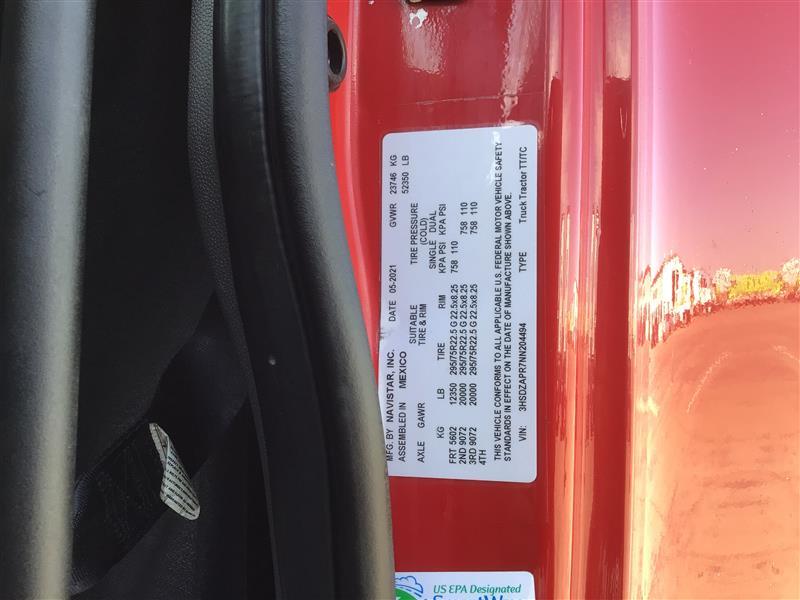 MFG. BY NAVISTAR, INC. DATE 05-2021 GVWR 23746 KG
ASSEMBLED IN MEXICO 52350 LB
AXLE GAWR SUITABLE TIRE & RIM TIRE PRESSURE (COLD)
SINGLE DUAL
KG LB TIRE RIM KPA PSI KPA PSI
FRT 5602 12350 295/75R22.5 G 22.5x8.25 758 110
2ND 9072 20000 295/75R22.5 G 22.5x8.25 758 110
3RD 9072 20000 295/75R22.5 G 22.5x8.25 758 110
4TH
THIS VEHICLE CONFORMS TO ALL APPLICABLE U.S. FEDERAL MOTOR VEHICLE SAFETY
STANDARDS IN EFFECT ON THE DATE OF MANUFACTURE SHOWN ABOVE.
VIN: 3HSDZAPR7NN204494 TYPE Truck Tractor TT/TC
US EPA Designated